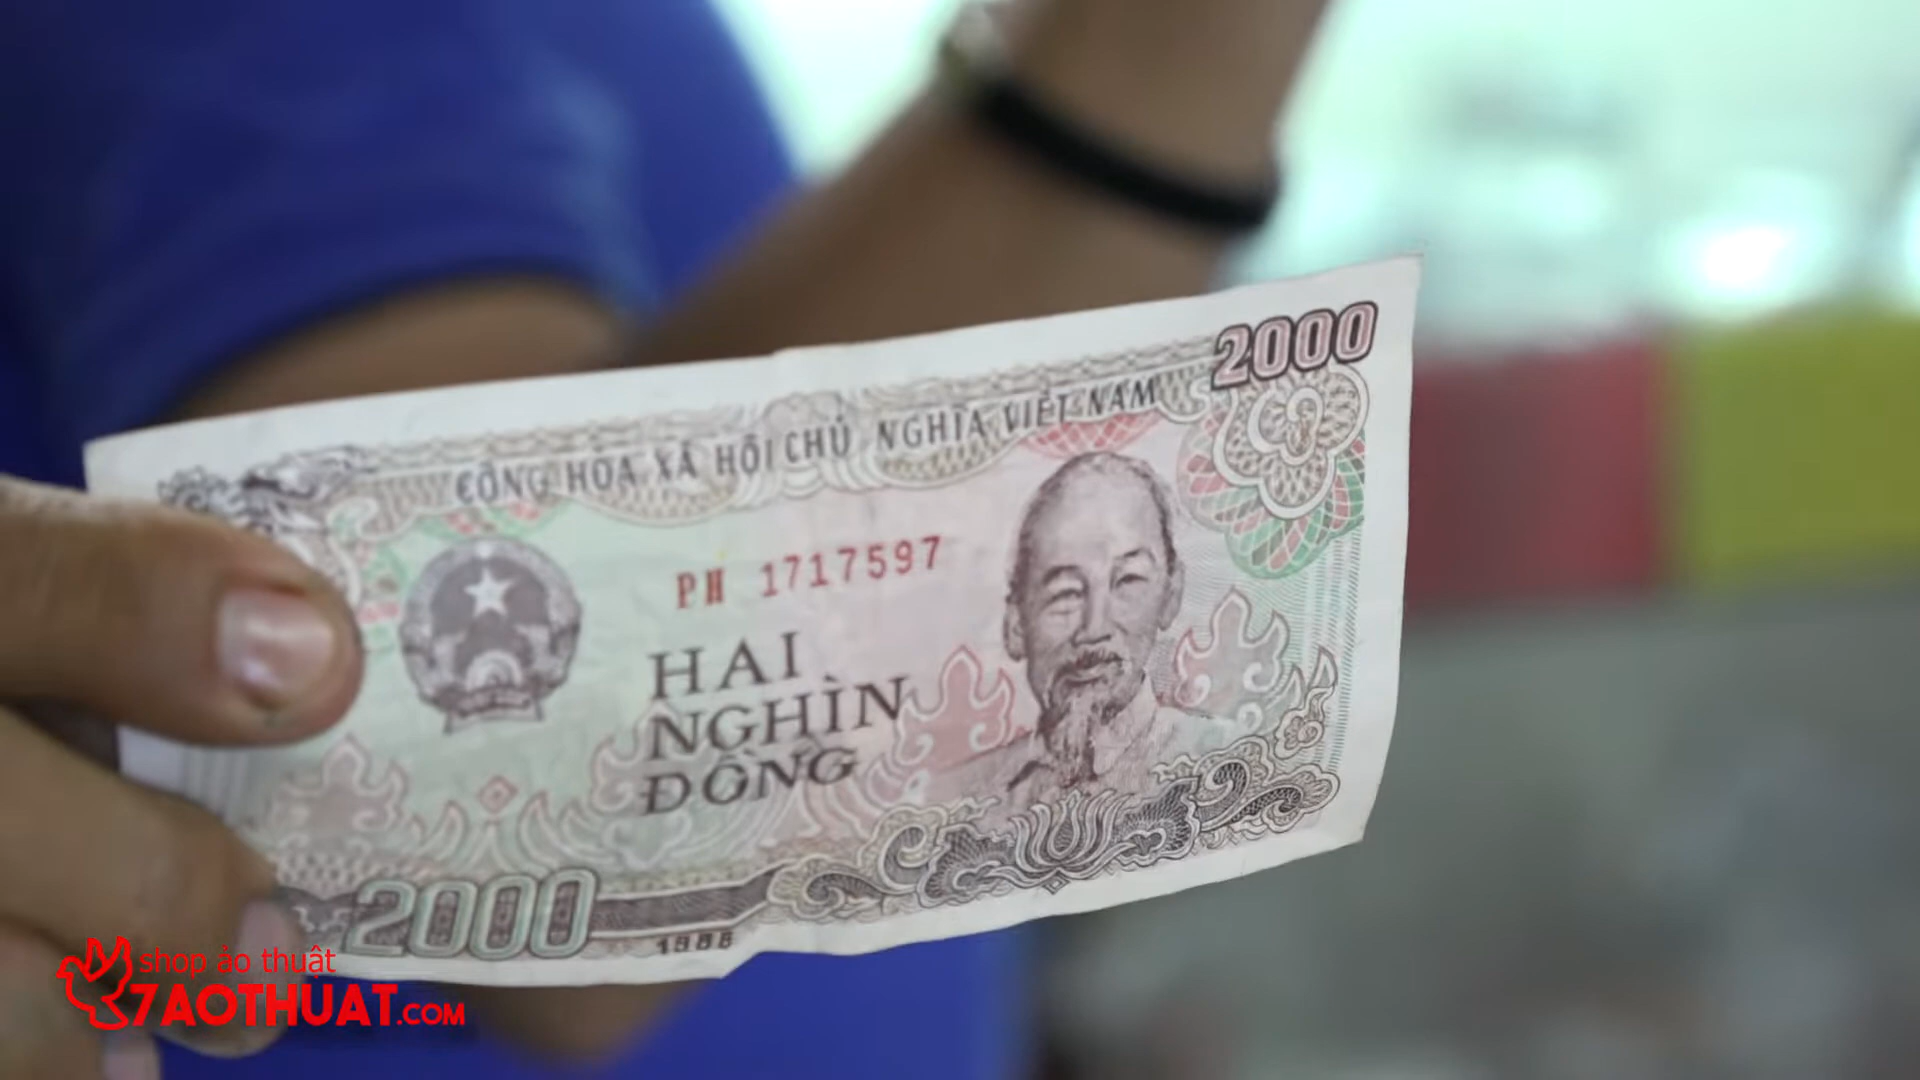 2000
CỘNG HÒA XÃ HỘI CHỦ NGHĨA VIỆT NAM
PH 1717597
HAI
NGHÌN
ĐỒNG
2000
1988
shop ảo thuật
7AOTHUAT.COM